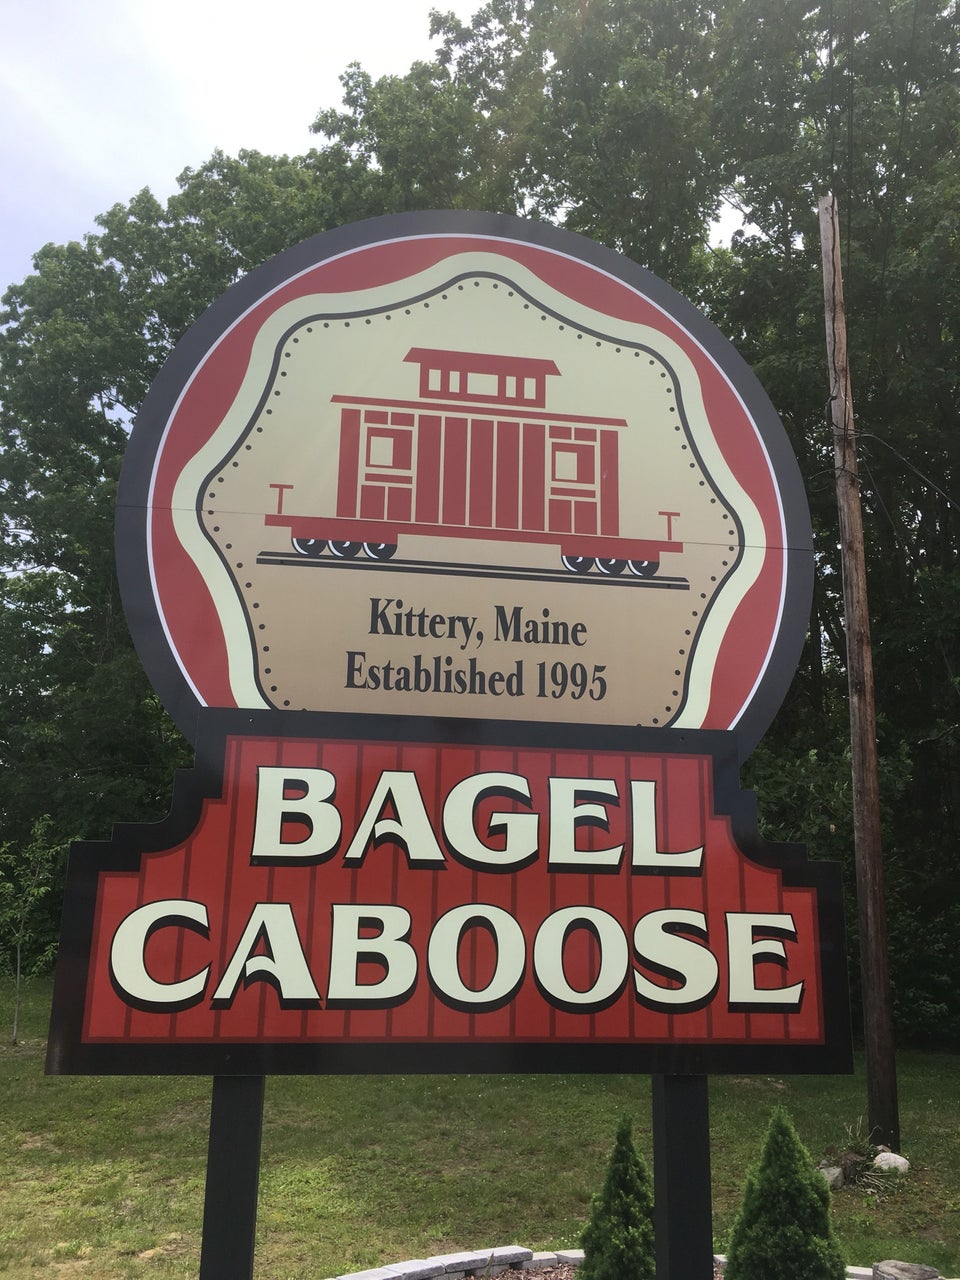 Kittery, Maine
Established 1995
BAGEL
CABOOSE